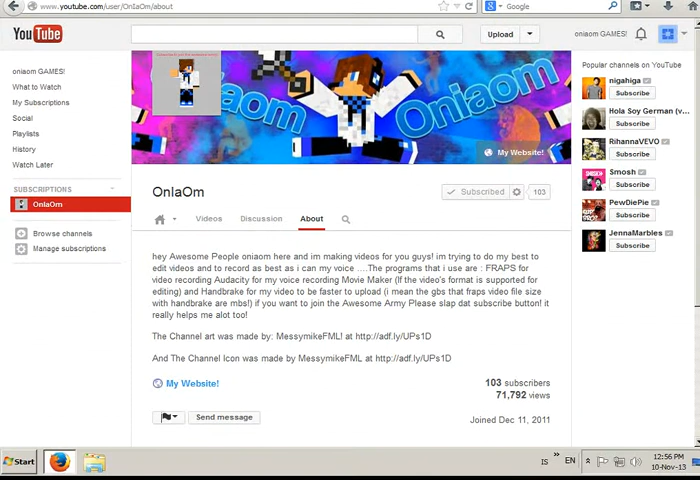 www.youtube.com/user/OnIaOm/about
Google
YouTube
Upload
oniaom GAMES!
oniaom GAMES!
What to Watch
My Subscriptions
Social
Playlists
History
Watch Later
SUBSCRIPTIONS
OnIaOm
Browse channels
Manage subscriptions
iaom
Oniaom
My Website!
OnIaOm
Subscribed
103
Videos
Discussion
About
hey Awesome People oniaom here and im making videos for you guys! im trying to do my best to
edit videos and to record as best as i can my voice ....The programs that i use are : FRAPS for
video recording Audacity for my voice recording Movie Maker (If the video's format is supported for
editing) and Handbrake for my video to be faster to upload (i mean the gbs that fraps video file size
with handbrake are mbs!) if you want to join the Awesome Army Please slap dat subscribe button! it
really helps me alot too!
The Channel art was made by: MessymikeFML! at http://adf.ly/UPs1D
And The Channel Icon was made by MessymikeFML at http://adf.ly/UPs1D
My Website!
103 subscribers
71,792 views
Send message
Joined Dec 11, 2011
Popular channels on YouTube
nigahiga
Subscribe
Hola Soy German (v...
Subscribe
RihannaVEVO
Subscribe
Smosh
Subscribe
PewDiePie
Subscribe
JennaMarbles
Subscribe
Start
IS
EN
12:56 PM
10-Nov-13